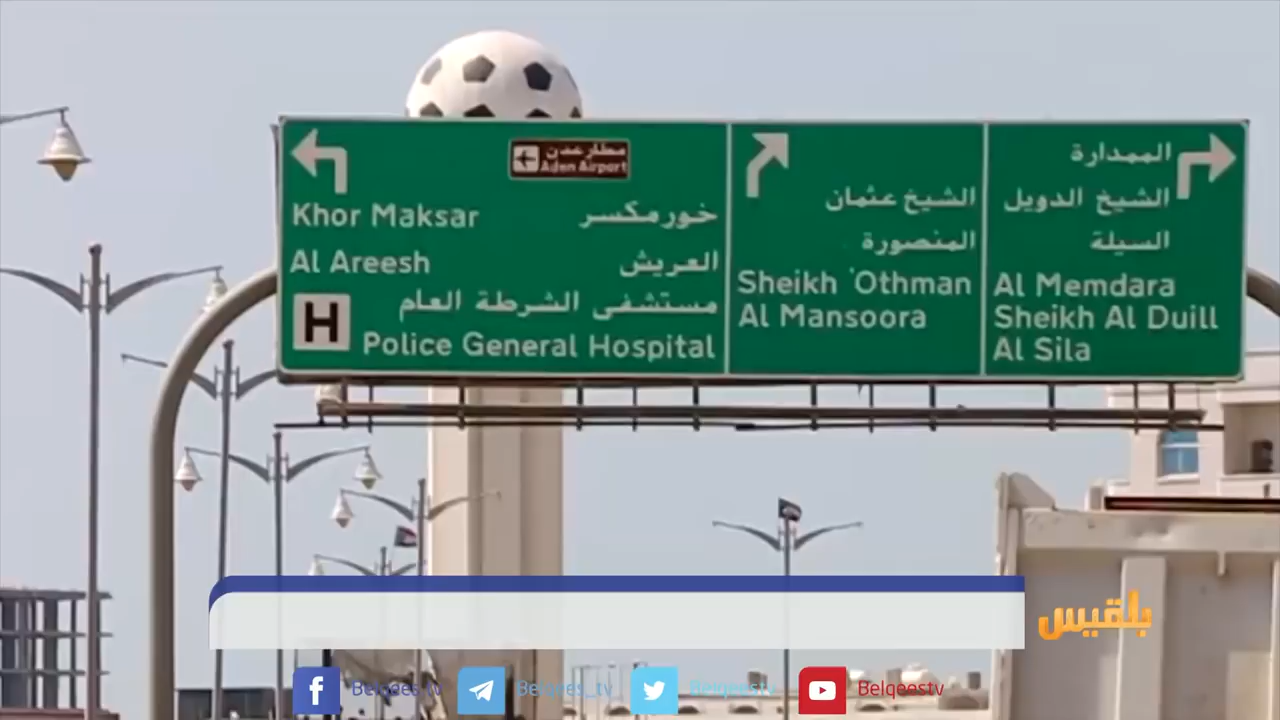 مطار عدن
Aden Airport
Khor Maksar
خور مكسر
Al Areesh
العريش
H
مستشفى الشرطة العام
Police General Hospital
الشيخ عثمان
المنصورة
Sheikh 'Othman
Al Mansoora
الممدارة
الشيخ الدويل
السيلة
Al Memdara
Sheikh Al Duill
Al Sila
بلقيس
Belqees tv
Belqees_tv
Belqeestv
Belqeestv